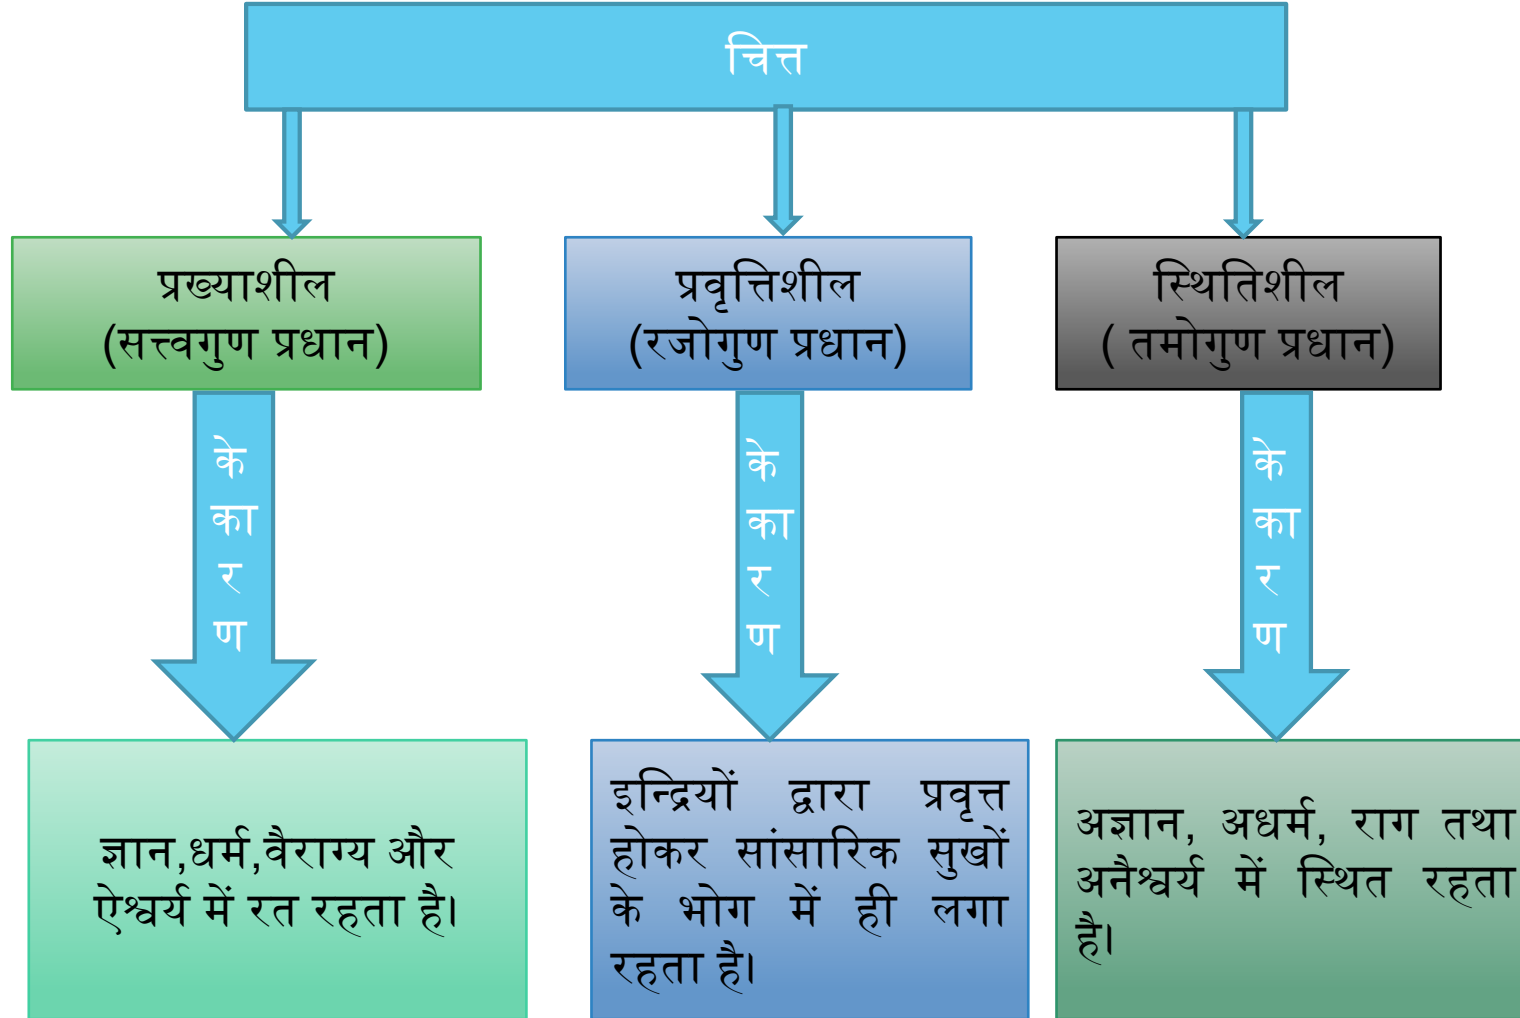 चित्त
प्रख्याशील
(सत्त्वगुण प्रधान)
प्रवृत्तिशील
(रजोगुण प्रधान)
स्थितिशील
( तमोगुण प्रधान)
के
का
र
ण
के
का
र
ण
के
का
र
ण
ज्ञान,धर्म,वैराग्य और
ऐश्वर्य में रत रहता है।
इन्द्रियों द्वारा प्रवृत्त
होकर सांसारिक सुखों
के भोग में ही लगा
रहता है।
अज्ञान, अधर्म, राग तथा
अनैश्वर्य में स्थित रहता
है।